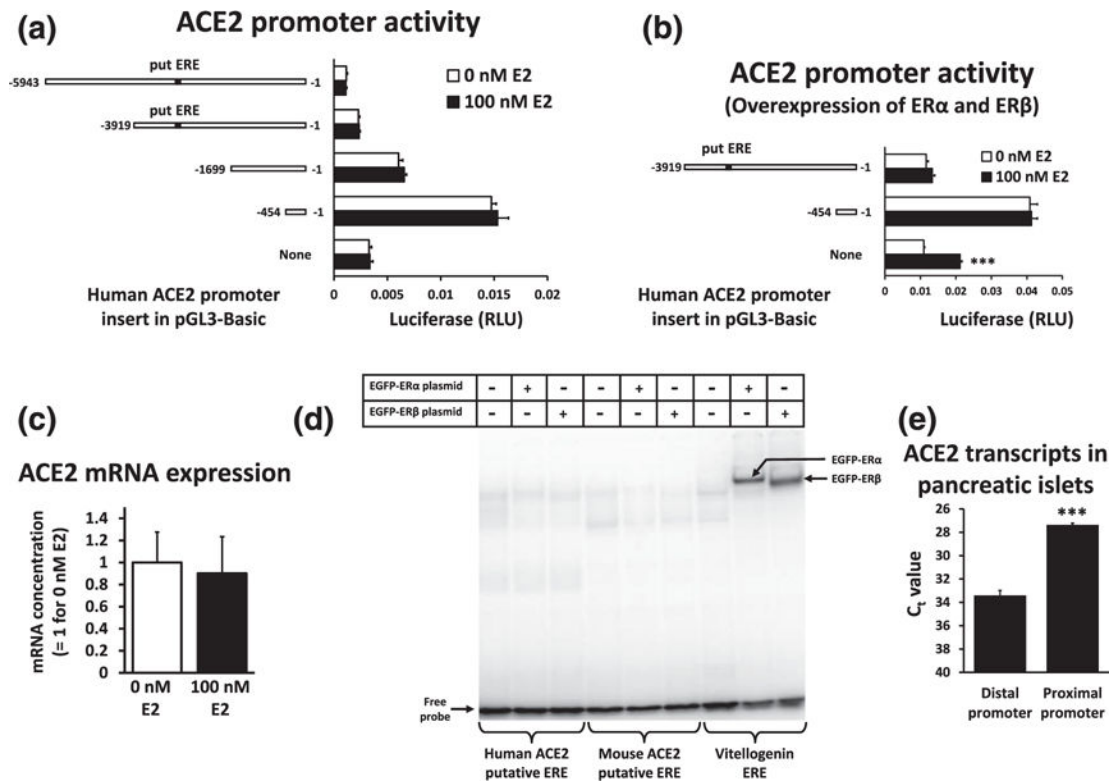 (a)
ACE2 promoter activity
put ERE
-5943
-1
put ERE
-3919
-1
-1699
-1
-454
-1
None
0 nM E2
100 nM E2
0
0.005
0.01
0.015
0.02
Human ACE2 promoter
insert in pGL3-Basic
Luciferase (RLU)
(b)
ACE2 promoter activity
(Overexpression of ERα and ERβ)
put ERE
-3919
-1
-454
-1
None
0 nM E2
100 nM E2
***
0
0.01
0.02
0.03
0.04
0.05
Human ACE2 promoter
insert in pGL3-Basic
Luciferase (RLU)
(c)
ACE2 mRNA expression
mRNA concentration
(= 1 for 0 nM E2)
1.4
1.2
1
0.8
0.6
0.4
0.2
0
0 nM
E2
100 nM
E2
(d)
EGFP-ERα plasmid - + - - + - - + -
EGFP-ERβ plasmid - - + - - + - - +
EGFP-ERα
EGFP-ERβ
Free
probe
Human ACE2
putative ERE
Mouse ACE2
putative ERE
Vitellogenin
ERE
(e)
ACE2 transcripts in
pancreatic islets
Ct value
26
28
30
32
34
36
38
40
***
Distal
promoter
Proximal
promoter